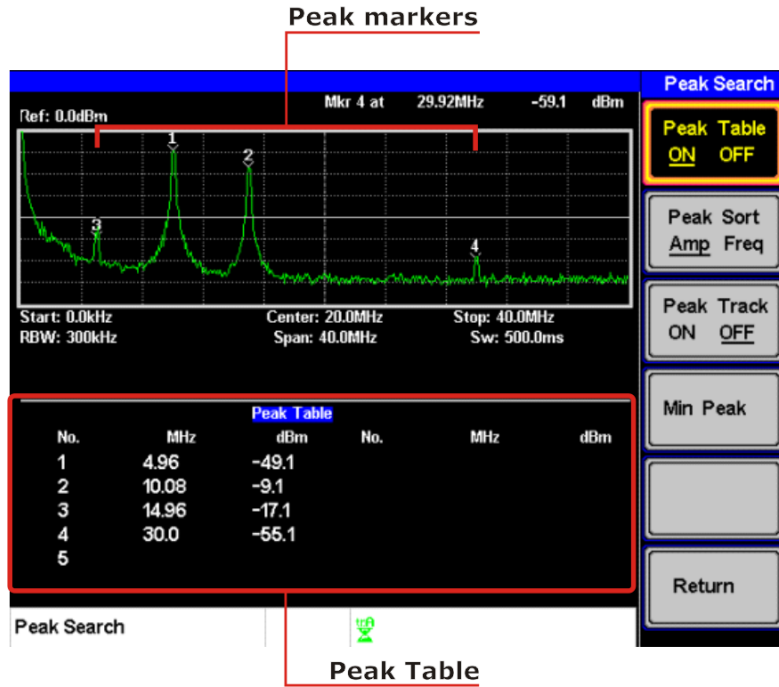 Peak markers
Peak Search
Mkr 4 at 29.92MHz -59.1 dBm
Ref: 0.0dBm
1
2
3
4
Start: 0.0kHz Center: 20.0MHz Stop: 40.0MHz
RBW: 300kHz Span: 40.0MHz Sw: 500.0ms
Peak Table
No. MHz dBm No. MHz dBm
1 4.96 -49.1
2 10.08 -9.1
3 14.96 -17.1
4 30.0 -55.1
5
Peak Table
ON OFF
Peak Sort
Amp Freq
Peak Track
ON OFF
Min Peak
Return
Peak Search
Peak Table